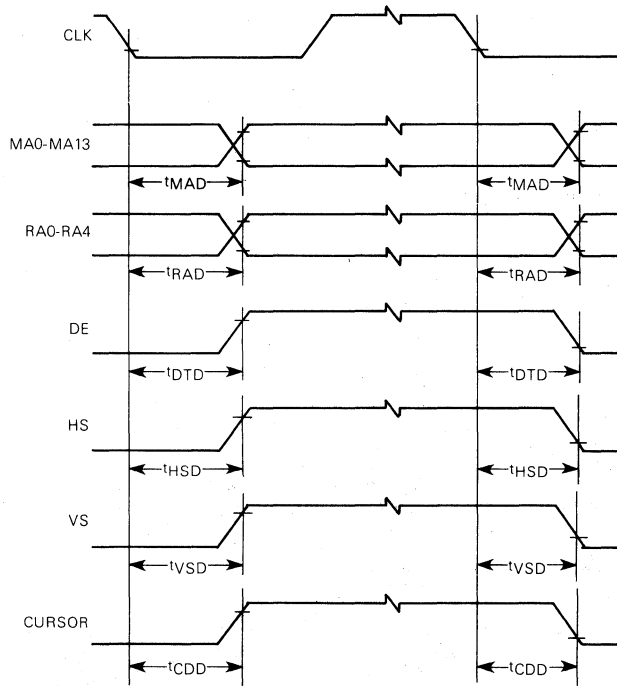 CLK
MA0-MA13
tMAD tMAD
RA0-RA4
tRAD tRAD
DE
tDTD tDTD
HS
tHSD tHSD
VS
tVSD tVSD
CURSOR
tCDD tCDD